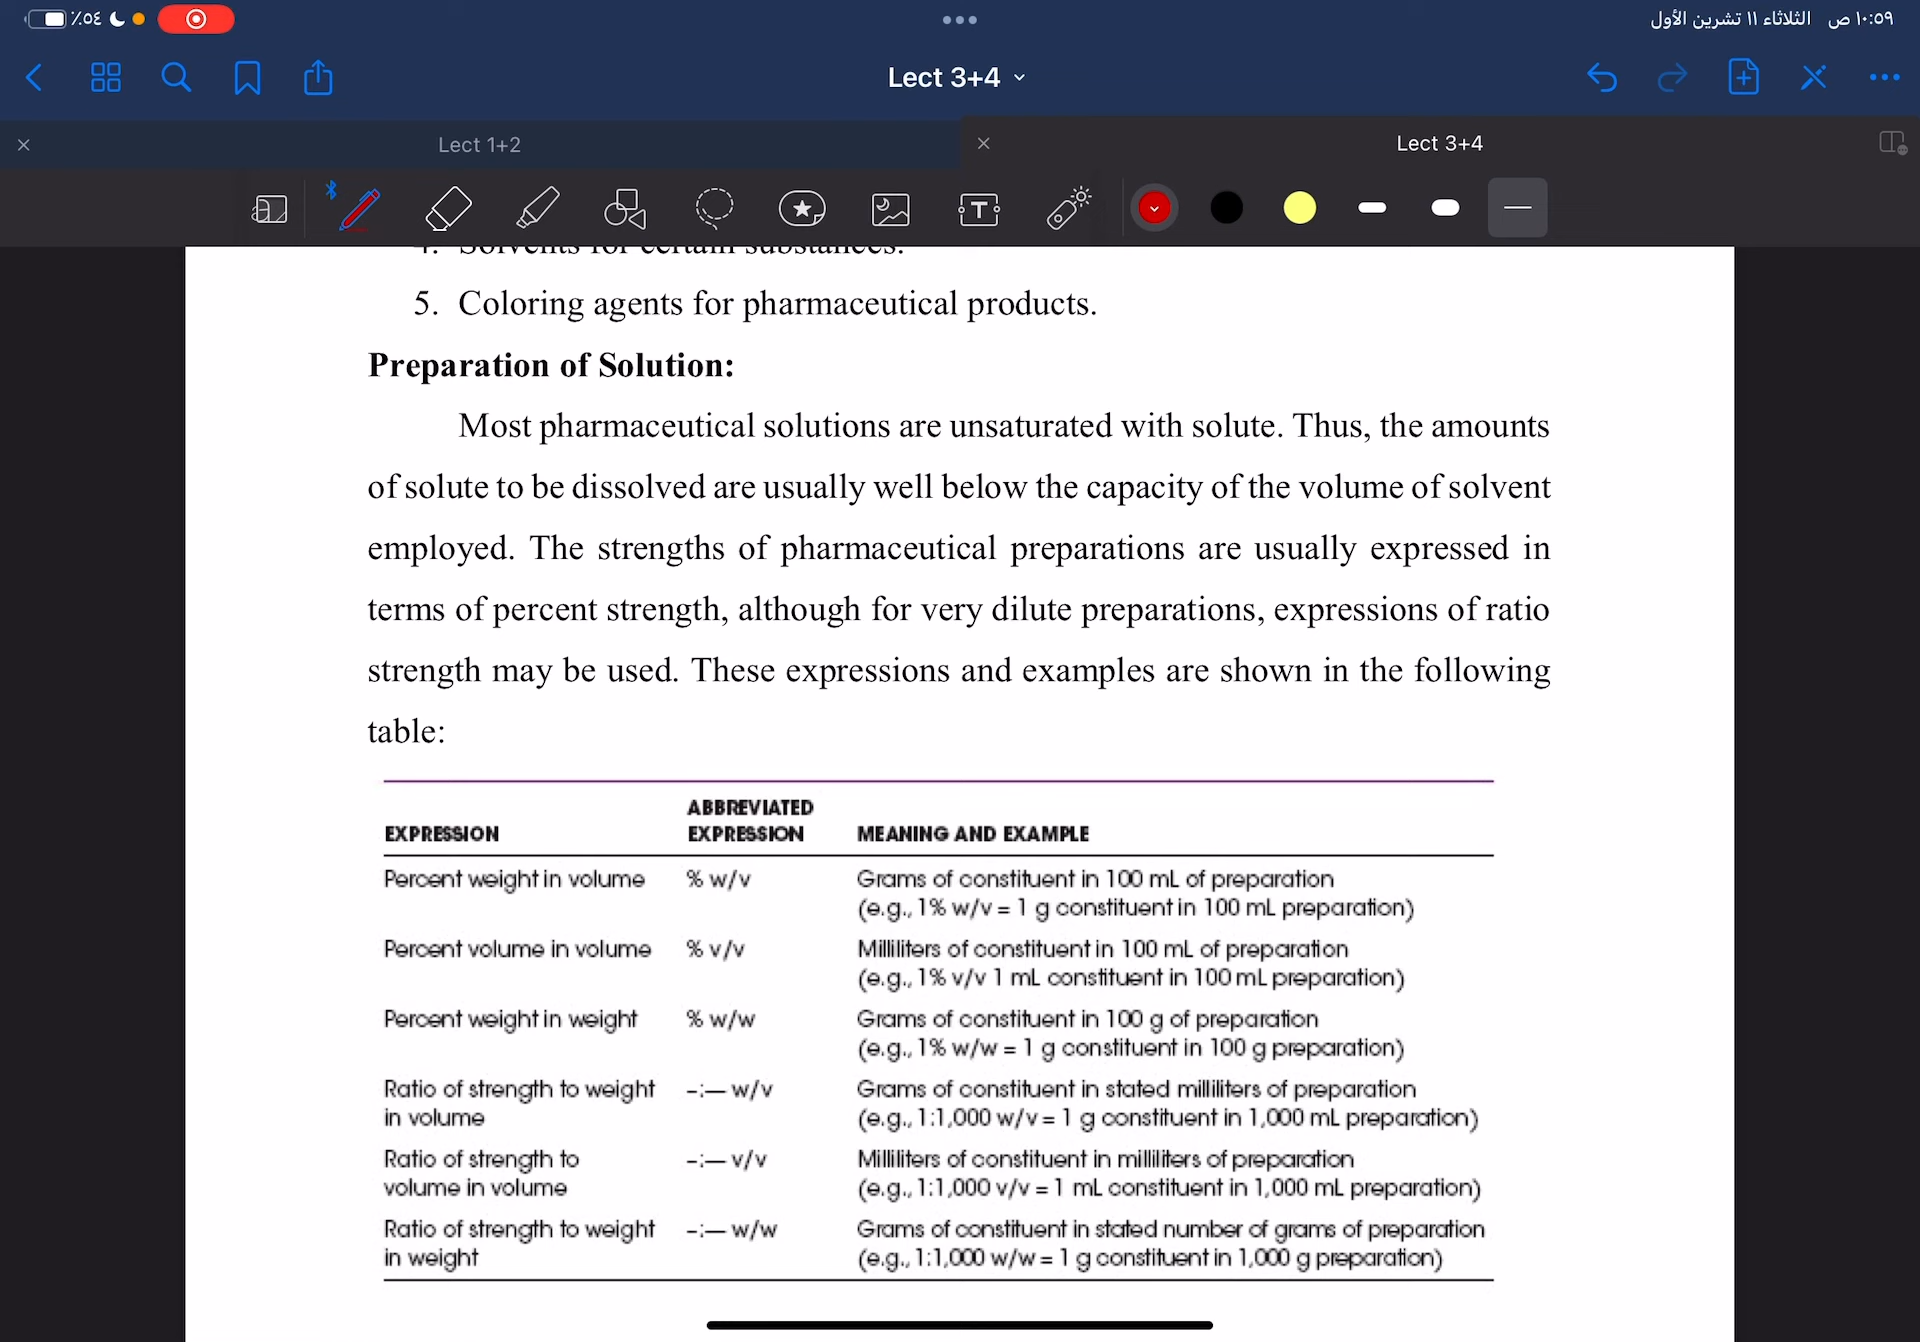 ٪٥٤
١٠:٥٩ ص الثلاثاء ١١ تشرين الأول
Lect 3+4
Lect 1+2
Lect 3+4
4. Solvents for certain substances.
5. Coloring agents for pharmaceutical products.
Preparation of Solution:
Most pharmaceutical solutions are unsaturated with solute. Thus, the amounts
of solute to be dissolved are usually well below the capacity of the volume of solvent
employed. The strengths of pharmaceutical preparations are usually expressed in
terms of percent strength, although for very dilute preparations, expressions of ratio
strength may be used. These expressions and examples are shown in the following
table:
EXPRESSION ABBREVIATED EXPRESSION MEANING AND EXAMPLE
Percent weight in volume % w/v Grams of constituent in 100 mL of preparation
(e.g., 1% w/v = 1 g constituent in 100 mL preparation)
Percent volume in volume % v/v Milliliters of constituent in 100 mL of preparation
(e.g., 1% v/v 1 mL constituent in 100 mL preparation)
Percent weight in weight % w/w Grams of constituent in 100 g of preparation
(e.g., 1% w/w = 1 g constituent in 100 g preparation)
Ratio of strength to weight -:— w/v Grams of constituent in stated milliliters of preparation
in volume (e.g., 1:1,000 w/v = 1 g constituent in 1,000 mL preparation)
Ratio of strength to -:— v/v Milliliters of constituent in milliliters of preparation
volume in volume (e.g., 1:1,000 v/v = 1 mL constituent in 1,000 mL preparation)
Ratio of strength to weight -:— w/w Grams of constituent in stated number of grams of preparation
in weight (e.g., 1:1,000 w/w = 1 g constituent in 1,000 g preparation)